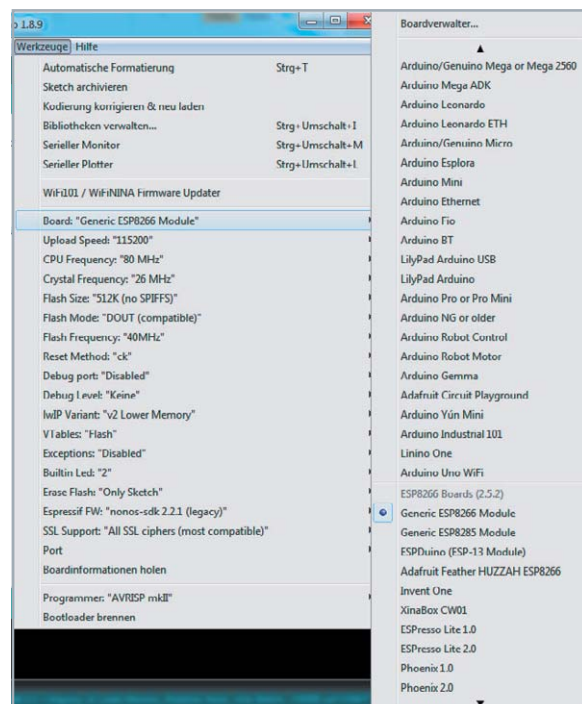 o 1.8.9
Werkzeuge Hilfe
Automatische Formatierung Strg+T
Sketch archivieren
Kodierung korrigieren & neu laden
Bibliotheken verwalten... Strg+Umschalt+I
Serieller Monitor Strg+Umschalt+M
Serieller Plotter Strg+Umschalt+L
WiFi101 / WiFiNINA Firmware Updater
Board: "Generic ESP8266 Module"
Upload Speed: "115200"
CPU Frequency: "80 MHz"
Crystal Frequency: "26 MHz"
Flash Size: "512K (no SPIFFS)"
Flash Mode: "DOUT (compatible)"
Flash Frequency: "40MHz"
Reset Method: "ck"
Debug port: "Disabled"
Debug Level: "Keine"
lwIP Variant: "v2 Lower Memory"
VTables: "Flash"
Exceptions: "Disabled"
Builtin Led: "2"
Erase Flash: "Only Sketch"
Espressif FW: "nonos-sdk 2.2.1 (legacy)"
SSL Support: "All SSL ciphers (most compatible)"
Port
Boardinformationen holen
Programmer: "AVRISP mkII"
Bootloader brennen
Boardverwalter...
Arduino/Genuino Mega or Mega 2560
Arduino Mega ADK
Arduino Leonardo
Arduino Leonardo ETH
Arduino/Genuino Micro
Arduino Esplora
Arduino Mini
Arduino Ethernet
Arduino Fio
Arduino BT
LilyPad Arduino USB
LilyPad Arduino
Arduino Pro or Pro Mini
Arduino NG or older
Arduino Robot Control
Arduino Robot Motor
Arduino Gemma
Adafruit Circuit Playground
Arduino Yún Mini
Arduino Industrial 101
Linino One
Arduino Uno WiFi
ESP8266 Boards (2.5.2)
Generic ESP8266 Module
Generic ESP8285 Module
ESPDuino (ESP-13 Module)
Adafruit Feather HUZZAH ESP8266
Invent One
XinaBox CW01
ESPresso Lite 1.0
ESPresso Lite 2.0
Phoenix 1.0
Phoenix 2.0